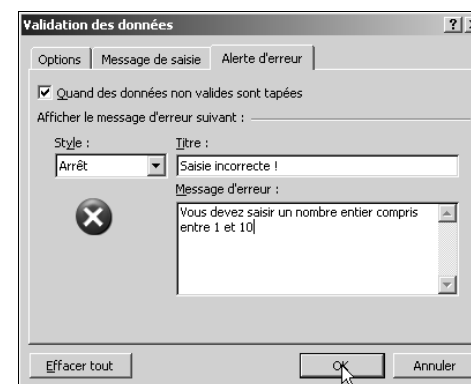 Validation des données
Options Message de saisie Alerte d'erreur
Quand des données non valides sont tapées
Afficher le message d'erreur suivant :
Style : Titre :
Arrêt Saisie incorrecte !
Message d'erreur :
Vous devez saisir un nombre entier compris
entre 1 et 10
Effacer tout OK Annuler